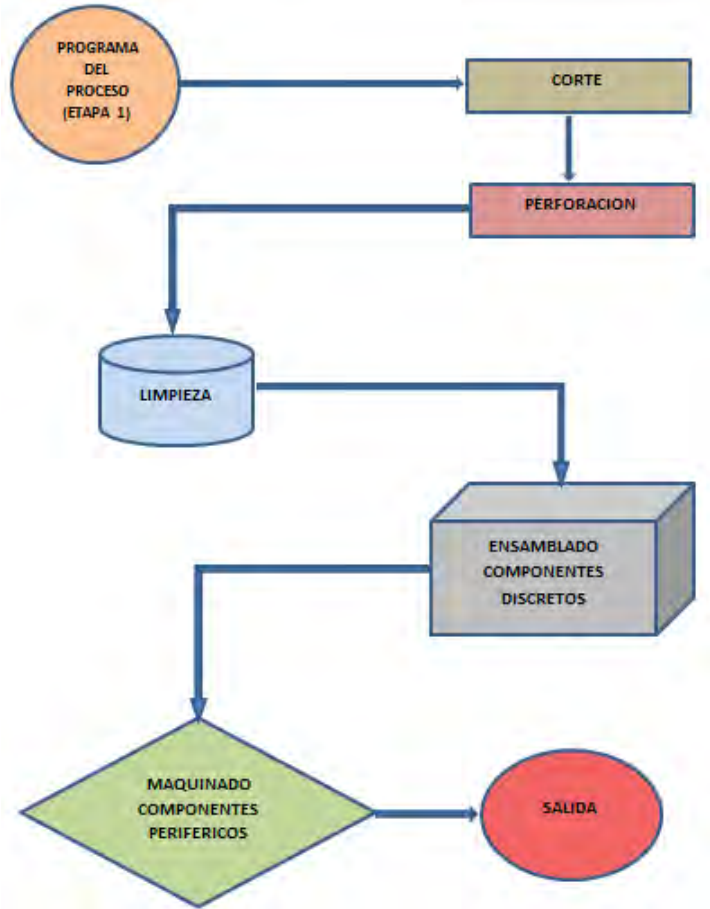 PROGRAMA
DEL
PROCESO
(ETAPA 1)
CORTE
PERFORACION
LIMPIEZA
ENSAMBLADO
COMPONENTES
DISCRETOS
MAQUINADO
COMPONENTES
PERIFERICOS
SALIDA